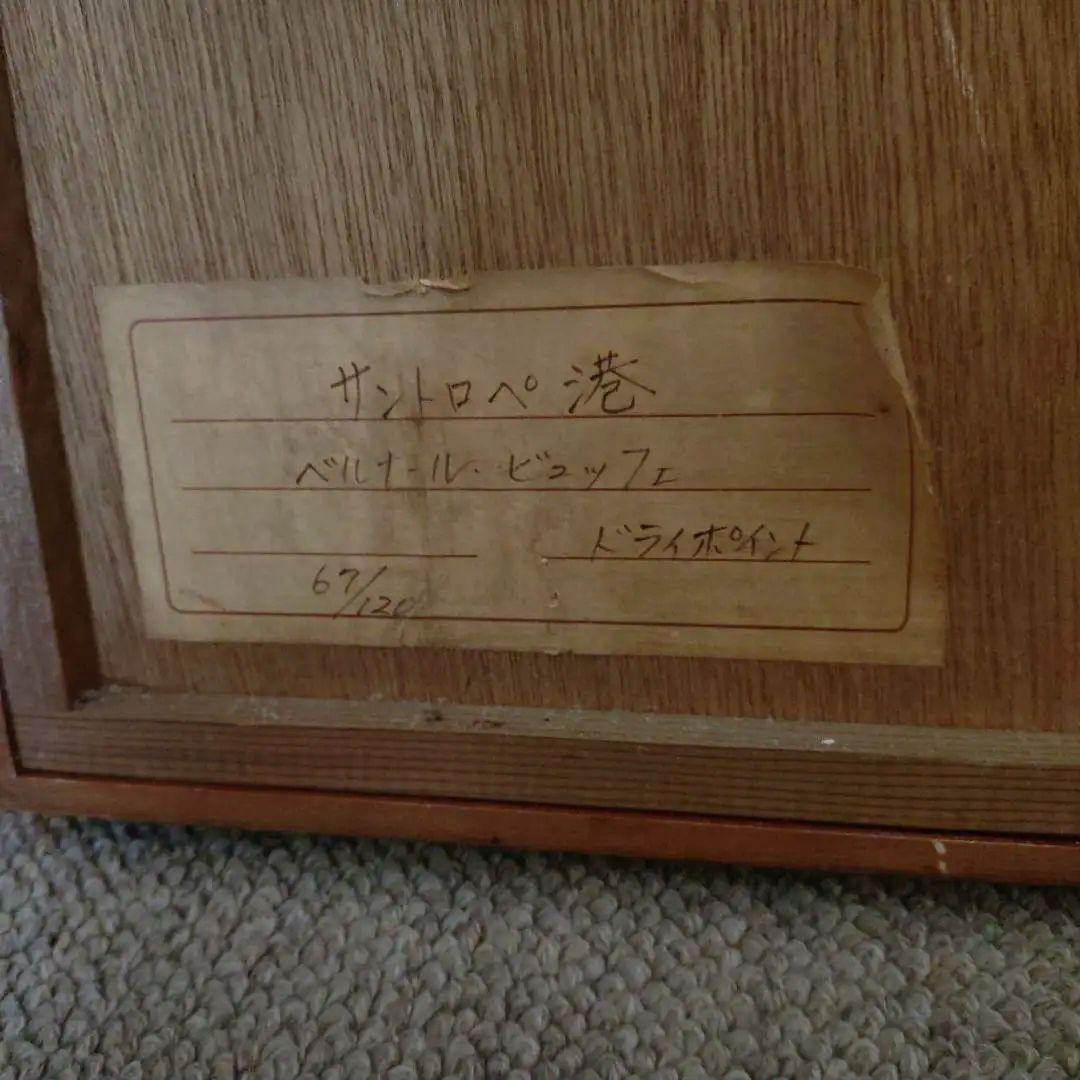 サントロペ 港
ベルナール・ビュッフェ
ドライポイント
67/120